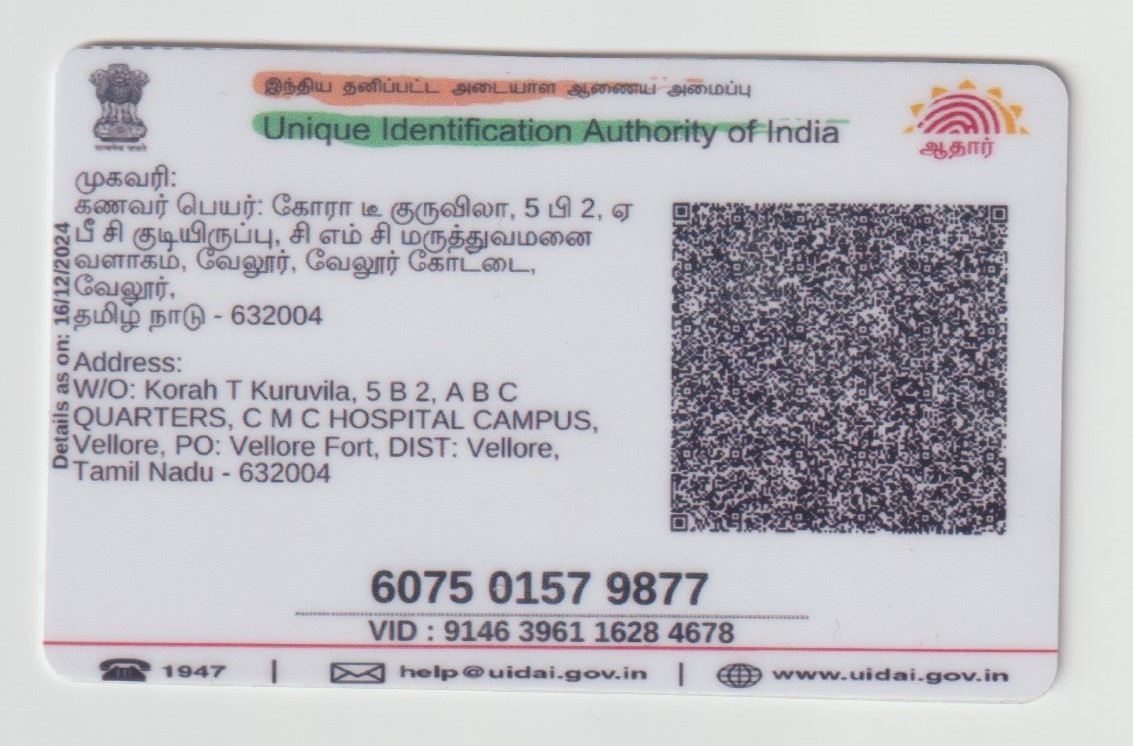 இந்திய தனிப்பட்ட அடையாள ஆணைய அமைப்பு
Unique Identification Authority of India
सत्यमेव जयते
ஆதார்
முகவரி:
கணவர் பெயர்: கோரா டீ குருவிலா, 5 பி 2, ஏ
பீ சி குடியிருப்பு, சி எம் சி மருத்துவமனை
வளாகம், வேலூர், வேலூர் கோட்டை,
வேலூர்,
தமிழ் நாடு - 632004
Details as on: 16/12/2024
Address:
W/O: Korah T Kuruvila, 5 B 2, A B C
QUARTERS, C M C HOSPITAL CAMPUS,
Vellore, PO: Vellore Fort, DIST: Vellore,
Tamil Nadu - 632004
6075 0157 9877
VID : 9146 3961 1628 4678
1947 | help@uidai.gov.in | www.uidai.gov.in